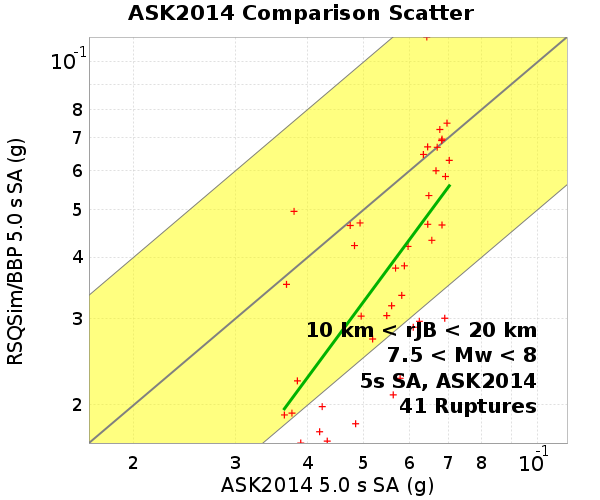 ASK2014 Comparison Scatter
RSQSim/BBP 5.0 s SA (g)
10-1
8
7
6
5
4
3
2
10 km < rJB < 20 km
7.5 < Mw < 8
5s SA, ASK2014
41 Ruptures
2 3 4 5 6 7 8 10-1
ASK2014 5.0 s SA (g)